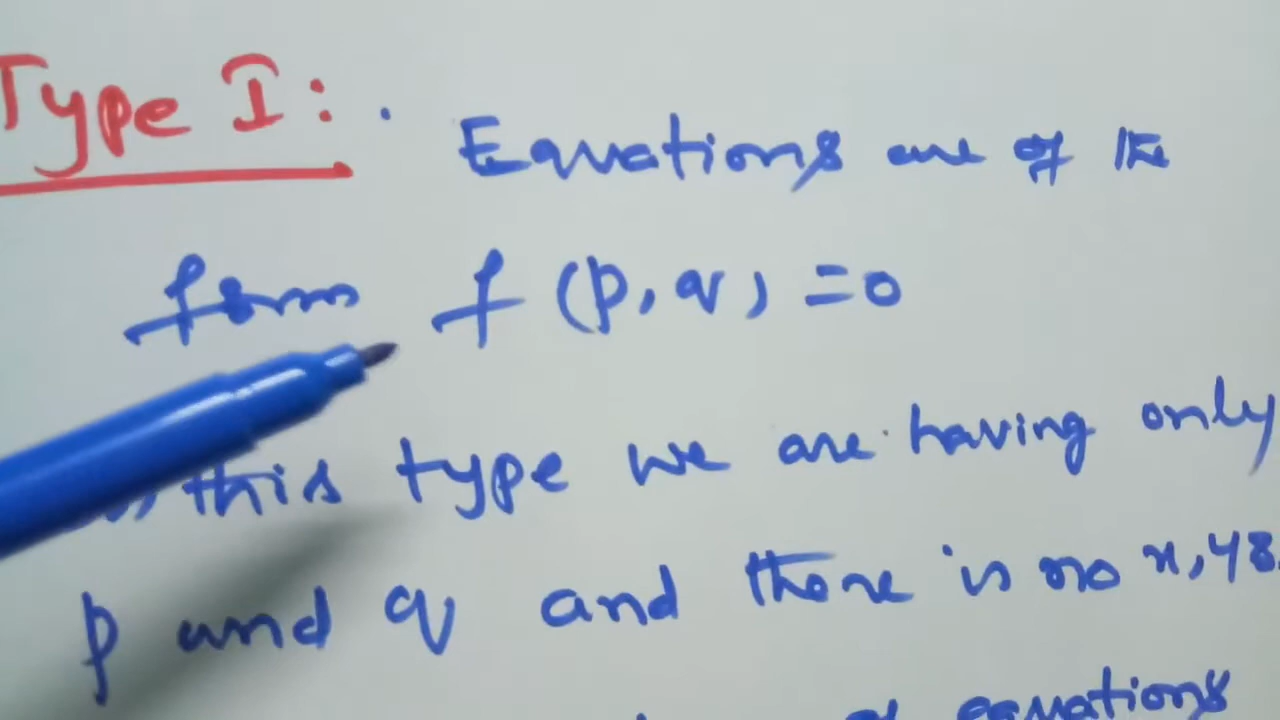 Type I: Equations are of the
form f (p, q) =0
this type we are having only
p and q and there is no x, y &
of equations